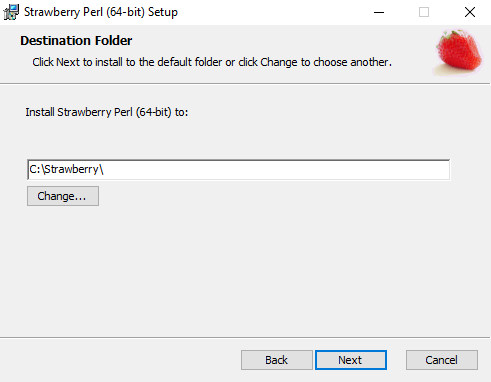 Strawberry Perl (64-bit) Setup
Destination Folder
Click Next to install to the default folder or click Change to choose another.
Install Strawberry Perl (64-bit) to:
C:\Strawberry\
Change...
Back Next Cancel